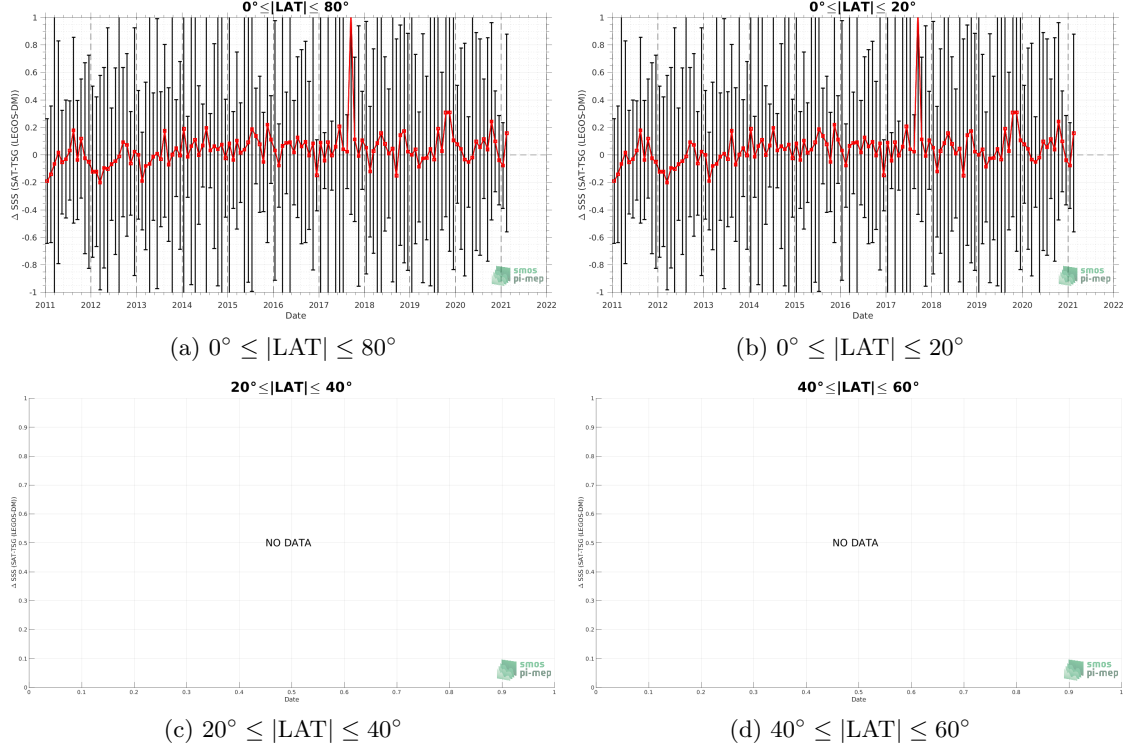 0°≤|LAT|≤ 80°
Δ SSS (SAT-TSG (LEGOS-DM))
1
0.8
0.6
0.4
0.2
0
-0.2
-0.4
-0.6
-0.8
-1
2011 2012 2013 2014 2015 2016 2017 2018 2019 2020 2021 2022
Date
smos
pi-mep
(a) 0° ≤ |LAT| ≤ 80°
0°≤|LAT|≤ 20°
Δ SSS (SAT-TSG (LEGOS-DM))
1
0.8
0.6
0.4
0.2
0
-0.2
-0.4
-0.6
-0.8
-1
2011 2012 2013 2014 2015 2016 2017 2018 2019 2020 2021 2022
Date
smos
pi-mep
(b) 0° ≤ |LAT| ≤ 20°
20°≤|LAT|≤ 40°
Δ SSS (SAT-TSG (LEGOS-DM))
1
0.9
0.8
0.7
0.6
0.5
0.4
0.3
0.2
0.1
0
NO DATA
0 0.1 0.2 0.3 0.4 0.5 0.6 0.7 0.8 0.9 1
Date
smos
pi-mep
(c) 20° ≤ |LAT| ≤ 40°
40°≤|LAT|≤ 60°
Δ SSS (SAT-TSG (LEGOS-DM))
1
0.9
0.8
0.7
0.6
0.5
0.4
0.3
0.2
0.1
0
NO DATA
0 0.1 0.2 0.3 0.4 0.5 0.6 0.7 0.8 0.9 1
Date
smos
pi-mep
(d) 40° ≤ |LAT| ≤ 60°